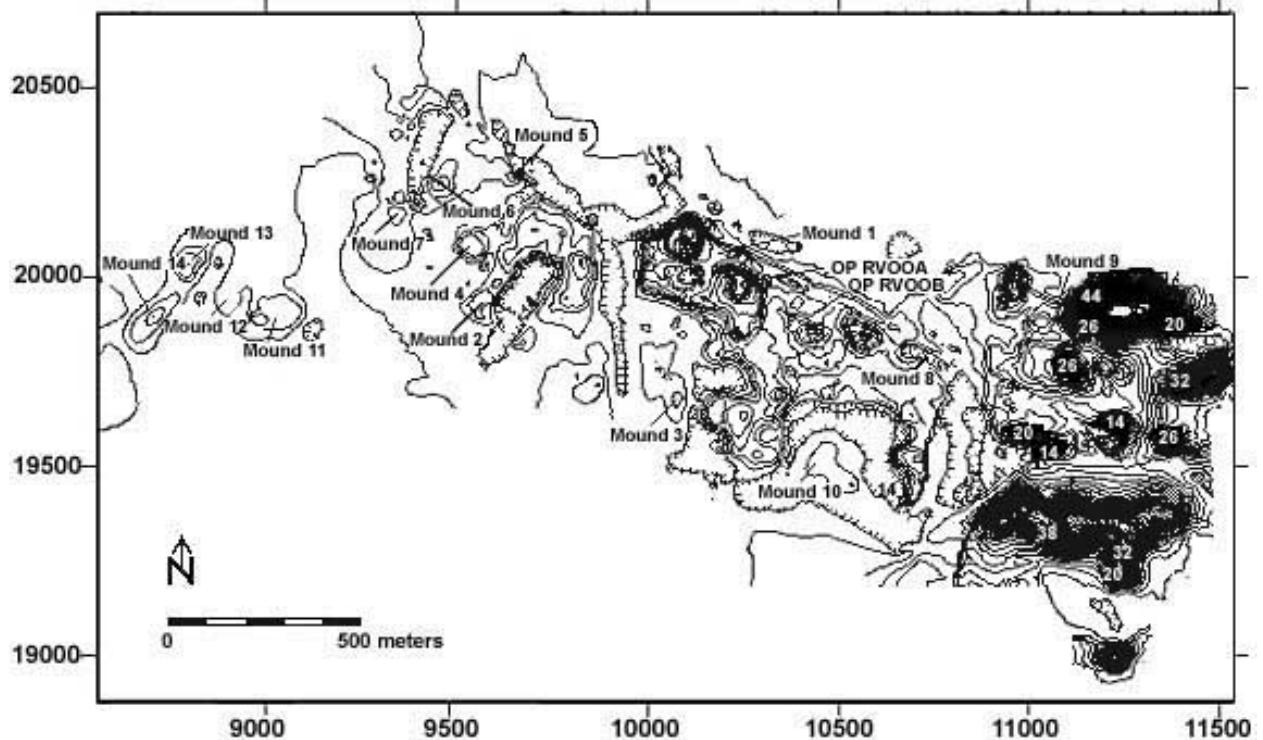 20500
20000
19500
19000
Mound 5
Mound 13
Mound 6
Mound 7
Mound 1
Mound 14
OP RVOOA
Mound 9
OP RVOOB
Mound 4
44
Mound 12
Mound 2
26
20
Mound 11
Mound 8
26
32
Mound 3
20
14
14
26
Mound 10
14
38
32
20
N
0
500 meters
9000
9500
10000
10500
11000
11500